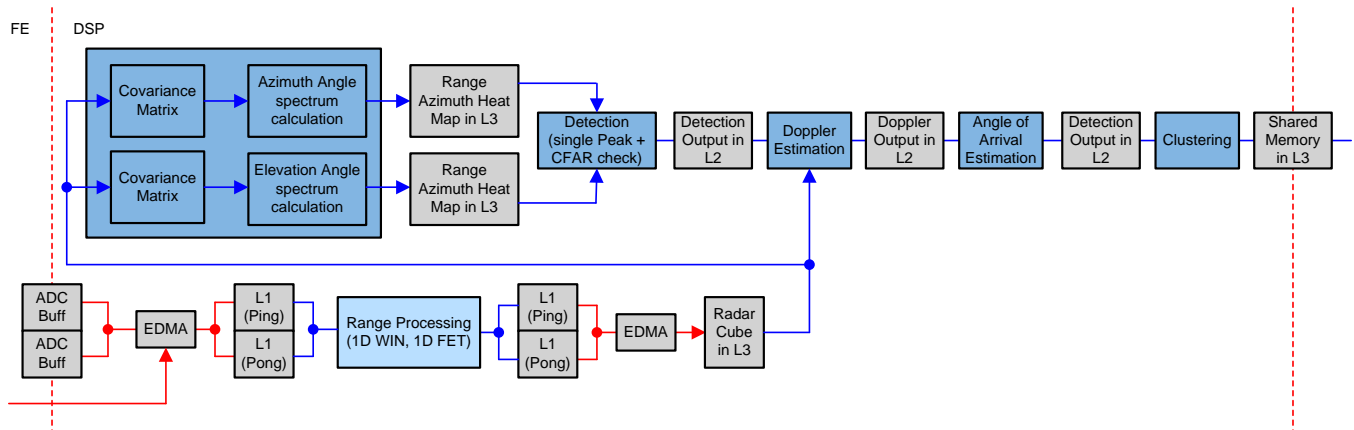 FE
DSP
Covariance
Matrix
Azimuth Angle
spectrum
calculation
Range
Azimuth Heat
Map in L3
Covariance
Matrix
Elevation Angle
spectrum
calculation
Range
Azimuth Heat
Map in L3
Detection
(single Peak +
CFAR check)
Detection
Output in
L2
Doppler
Estimation
Doppler
Output in
L2
Angle of
Arrival
Estimation
Detection
Output in
L2
Clustering
Shared
Memory
in L3
ADC
Buff
ADC
Buff
EDMA
L1
(Ping)
L1
(Pong)
Range Processing
(1D WIN, 1D FET)
L1
(Ping)
L1
(Pong)
EDMA
Radar
Cube
in L3